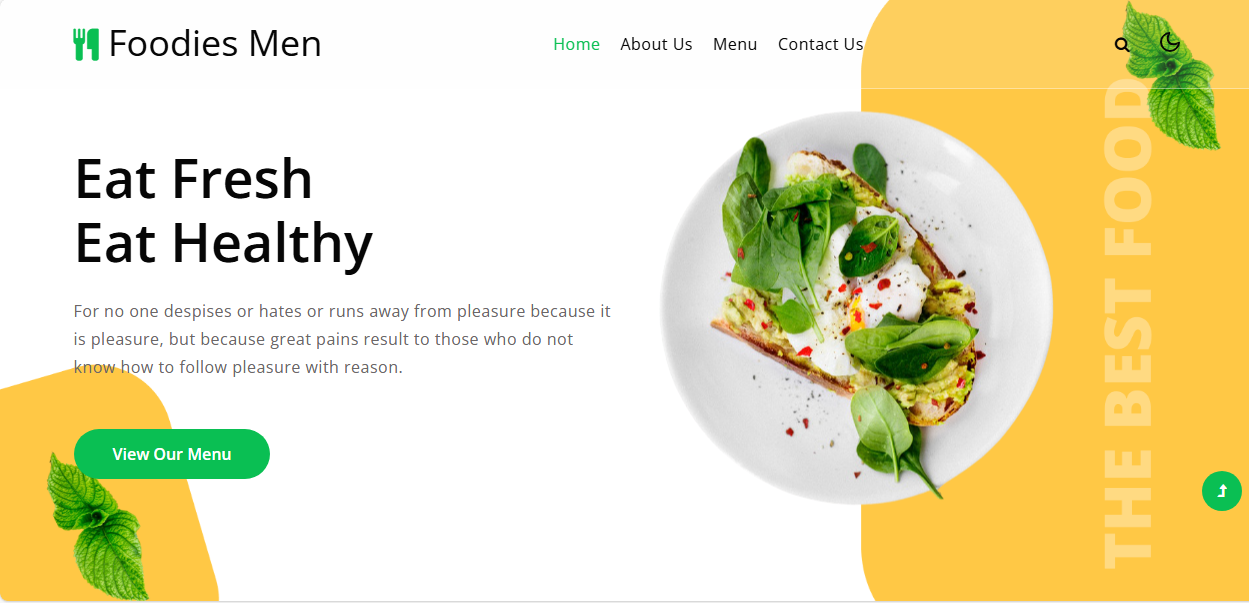 Foodies Men
Home About Us Menu Contact Us
Eat Fresh
Eat Healthy
For no one despises or hates or runs away from pleasure because it
is pleasure, but because great pains result to those who do not
know how to follow pleasure with reason.
View Our Menu
THE BEST FOOD